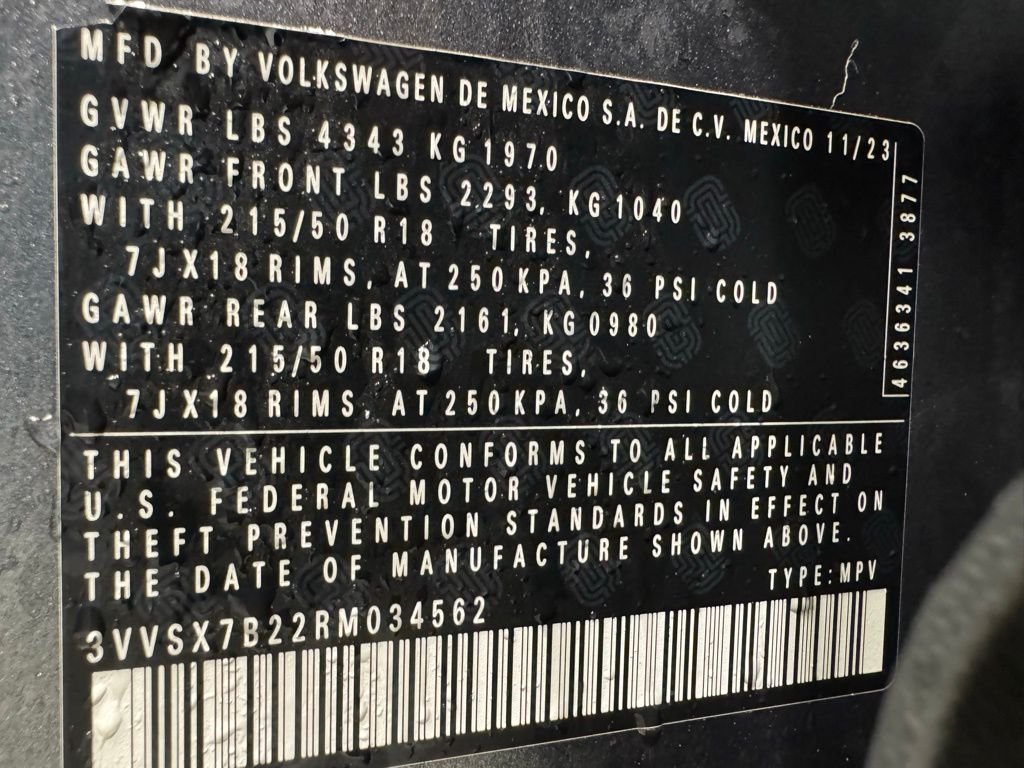 MFD. BY VOLKSWAGEN DE MEXICO S.A. DE C.V. MEXICO 11/23
GVWR LBS 4343 KG 1970
GAWR FRONT LBS 2293, KG 1040
WITH 215/50 R18 TIRES,
7J X18 RIMS, AT 250 KPA, 36 PSI COLD
GAWR REAR LBS 2161, KG 0980
WITH 215/50 R18 TIRES,
7J X18 RIMS, AT 250 KPA, 36 PSI COLD
4636341 3877
THIS VEHICLE CONFORMS TO ALL APPLICABLE
U.S. FEDERAL MOTOR VEHICLE SAFETY AND
THEFT PREVENTION STANDARDS IN EFFECT ON
THE DATE OF MANUFACTURE SHOWN ABOVE.
TYPE: MPV
3VVSX7B22RM034562